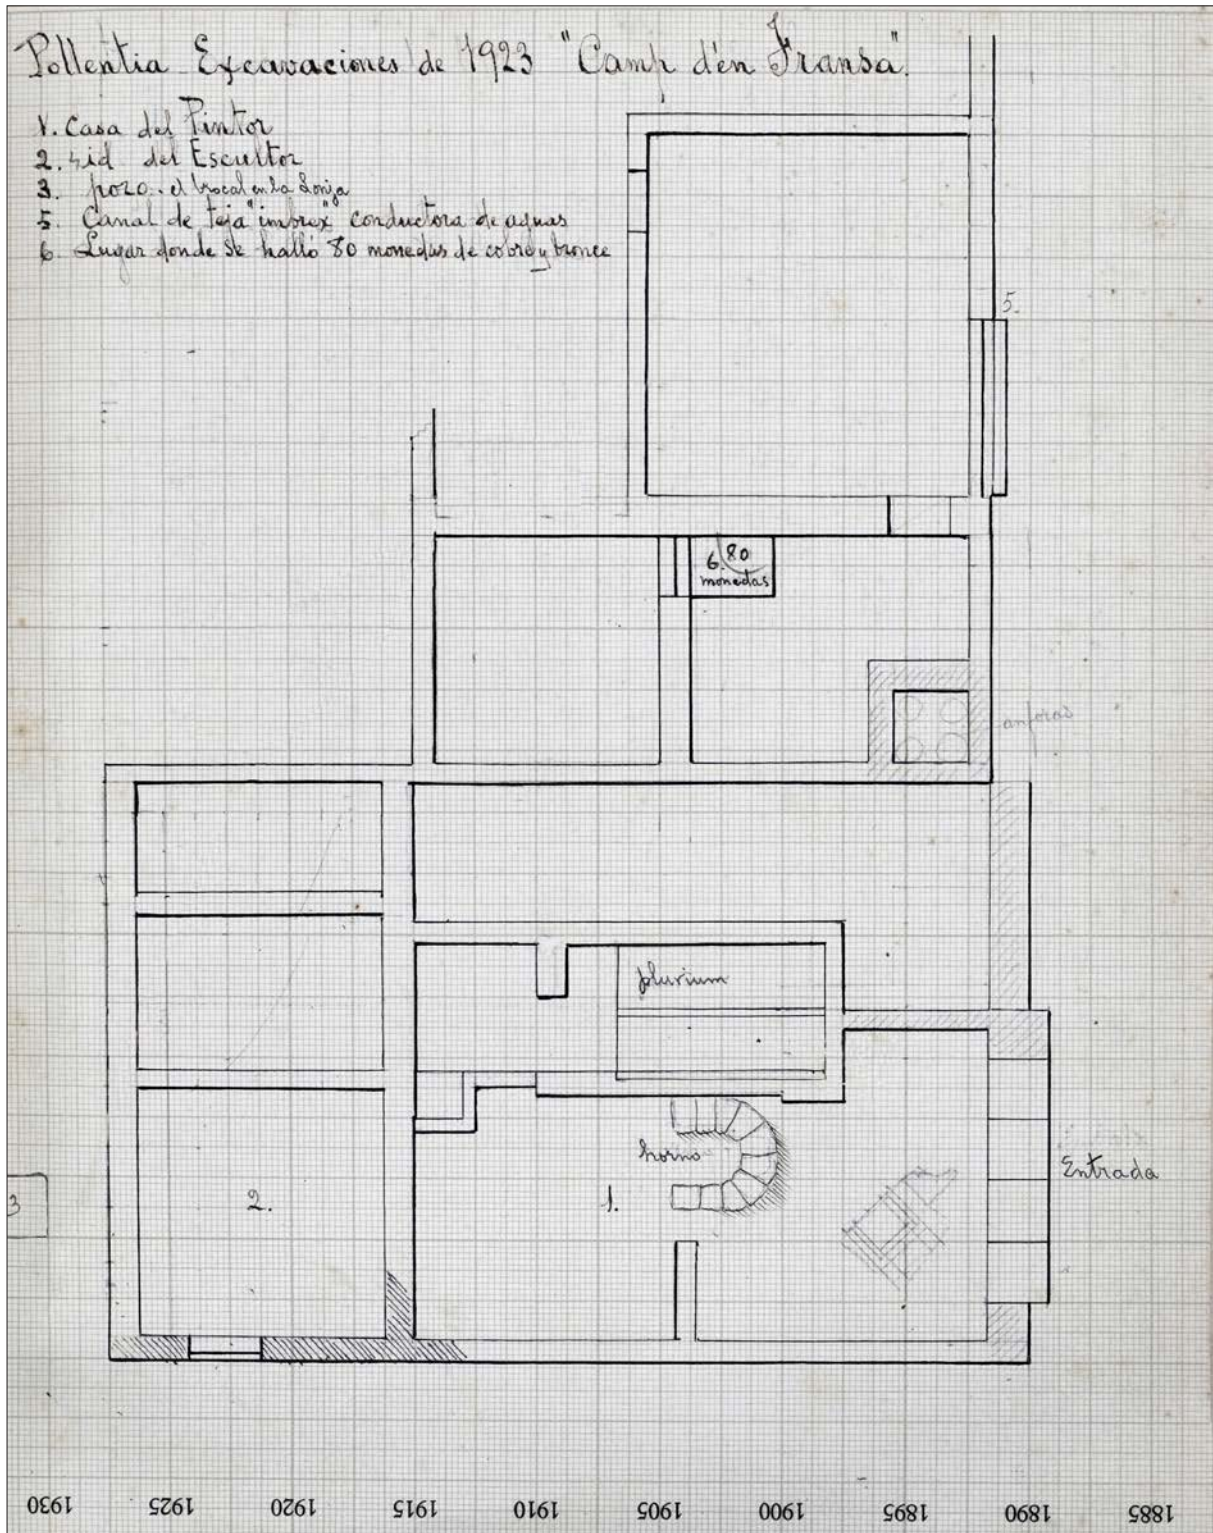 Pollentia Excavaciones de 1923 "Camp d'én Fransa".
1. Casa del Pintor
2. id. del Escultor
3. pozo. el brocal en la Lonja
5. Canal de teja "imbrex" conductora de aguas
6. Lugar donde se halló 80 monedas de cobre y bronce
5.
6. 80
monedas
anforas
pluvium
horno
Entrada
3
2.
1.
1930 1925 1920 1915 1910 1905 1900 1895 1890 1885